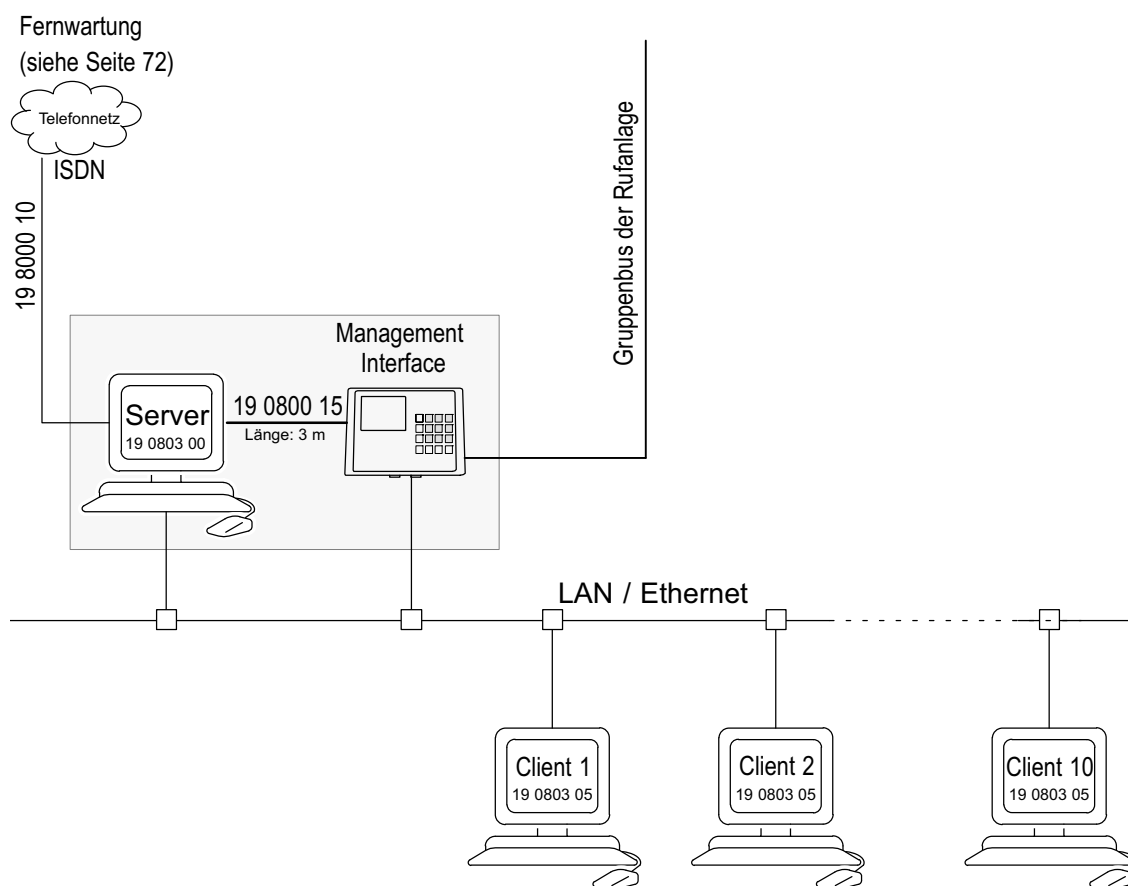 Fernwartung
(siehe Seite 72)
Telefonnetz
ISDN
19 8000 10
Gruppenbus der Rufanlage
Management
Interface
Server
19 0803 00
19 0800 15
Länge: 3 m
LAN / Ethernet
Client 1
19 0803 05
Client 2
19 0803 05
Client 10
19 0803 05